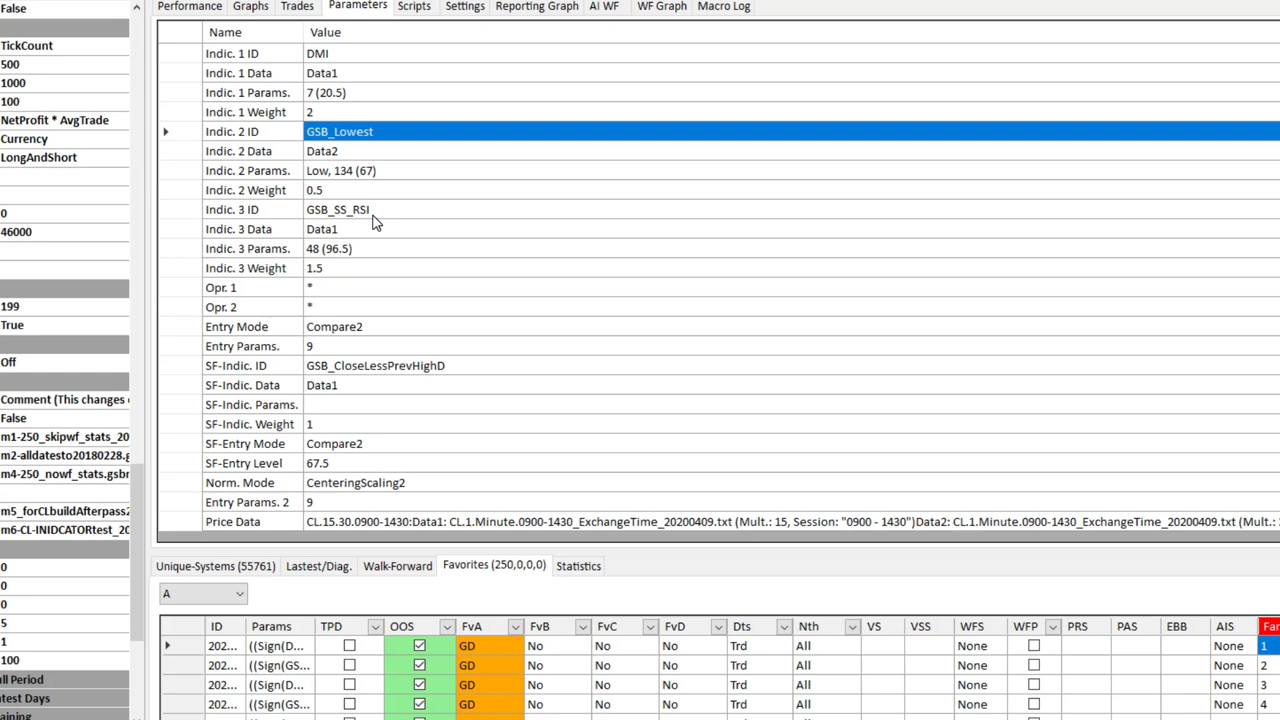 False
TickCount
500
1000
100
NetProfit * AvgTrade
Currency
LongAndShort
0
46000
199
True
Off
Comment (This changes
False
m1-250_skipwf_stats_20
m2-alldatesto20180228.g
m4-250_nowf_stats.gsbr
m5_forCLbuildAfterpass2
m6-CL-INIDCATORtest_20
0
0
0
5
1
100
ull Period
atest Days
aining
Performance Graphs Trades Parameters Scripts Settings Reporting Graph AI WF WF Graph Macro Log
Name Value
Indic. 1 ID DMI
Indic. 1 Data Data1
Indic. 1 Params. 7 (20.5)
Indic. 1 Weight 2
Indic. 2 ID GSB_Lowest
Indic. 2 Data Data2
Indic. 2 Params. Low, 134 (67)
Indic. 2 Weight 0.5
Indic. 3 ID GSB_SS_RSI
Indic. 3 Data Data1
Indic. 3 Params. 48 (96.5)
Indic. 3 Weight 1.5
Opr. 1 *
Opr. 2 *
Entry Mode Compare2
Entry Params. 9
SF-Indic. ID GSB_CloseLessPrevHighD
SF-Indic. Data Data1
SF-Indic. Params.
SF-Indic. Weight 1
SF-Entry Mode Compare2
SF-Entry Level 67.5
Norm. Mode CenteringScaling2
Entry Params. 2 9
Price Data CL.15.30.0900-1430:Data1: CL.1.Minute.0900-1430_ExchangeTime_20200409.txt (Mult.: 15, Session: "0900 - 1430")Data2: CL.1.Minute.0900-1430_ExchangeTime_20200409.txt (Mult.:
Unique-Systems (55761) Lastest/Diag. Walk-Forward Favorites (250,0,0,0) Statistics
A
ID Params TPD OOS FvA FvB FvC FvD Dts Nth VS VSS WFS WFP PRS PAS EBB AIS Far
202... ((Sign(D... GD No No No Trd All None None 1
202... ((Sign(GS... GD No No No Trd All None None 2
202... ((Sign(D... GD No No No Trd All None None 3
202... ((Sign(GS... GD No No No Trd All None None 4